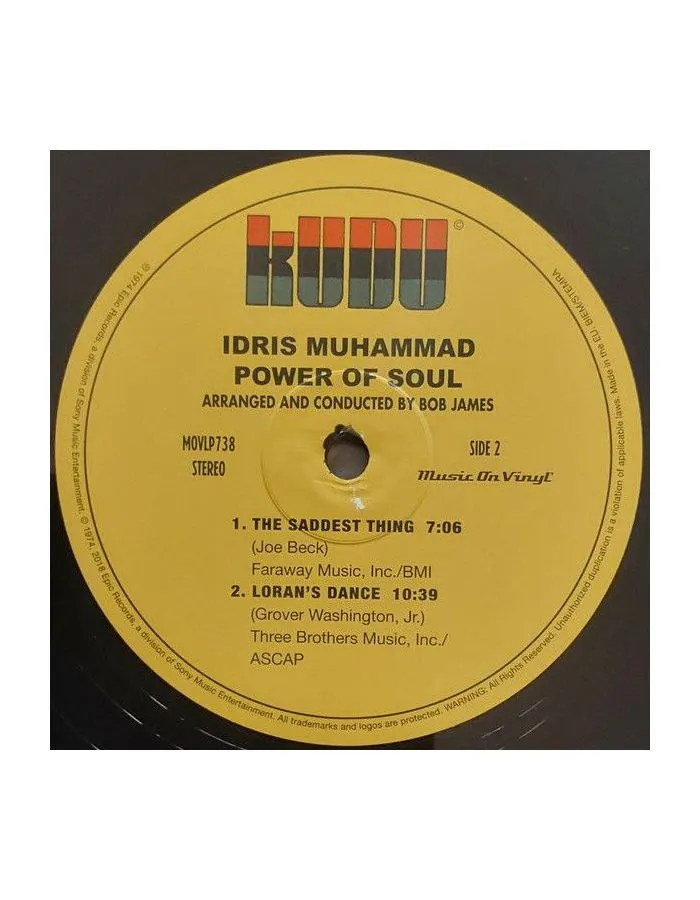 KUDU ©
IDRIS MUHAMMAD
POWER OF SOUL
ARRANGED AND CONDUCTED BY BOB JAMES
MOVLP738
STEREO
SIDE 2
Music On Vinyl
1. THE SADDEST THING 7:06
(Joe Beck)
Faraway Music, Inc./BMI
2. LORAN'S DANCE 10:39
(Grover Washington, Jr.)
Three Brothers Music, Inc./
ASCAP
℗ 1974 Epic Records, a division of Sony Music Entertainment. © 1974, 2018 Epic Records, a division of Sony Music Entertainment. All trademarks and logos are protected. WARNING: All Rights Reserved. Unauthorized duplication is a violation of applicable laws. Made in the EU. BIEM/STEMRA